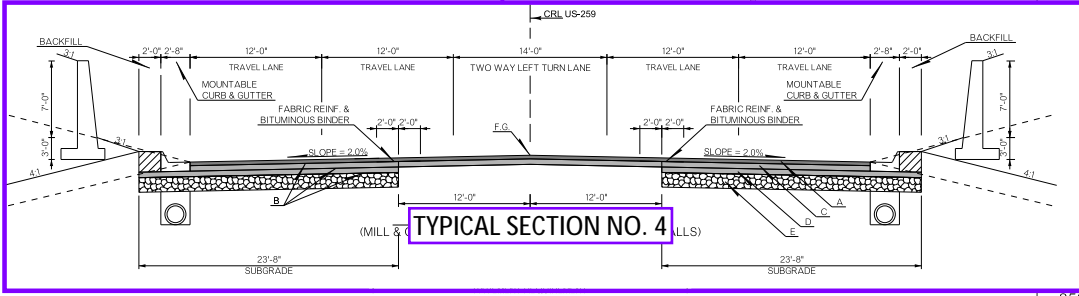 CRL US-259
BACKFILL
BACKFILL
3:1
2'-0"
2'-8"
12'-0"
12'-0"
14'-0"
12'-0"
12'-0"
2'-8"
2'-0"
3:1
TRAVEL LANE
TRAVEL LANE
TWO WAY LEFT TURN LANE
TRAVEL LANE
TRAVEL LANE
MOUNTABLE
CURB & GUTTER
MOUNTABLE
CURB & GUTTER
7'-0"
7'-0"
FABRIC REINF. &
BITUMINOUS BINDER
FABRIC REINF. &
BITUMINOUS BINDER
2'-0"
2'-0"
F.G.
2'-0"
2'-0"
3'-0"
3:1
SLOPE = 2.0%
SLOPE = 2.0%
3:1
3'-0"
4:1
4:1
B
A
C
D
E
12'-0"
12'-0"
TYPICAL SECTION NO. 4
(MILL &
ALLS)
23'-8"
SUBGRADE
23'-8"
SUBGRADE